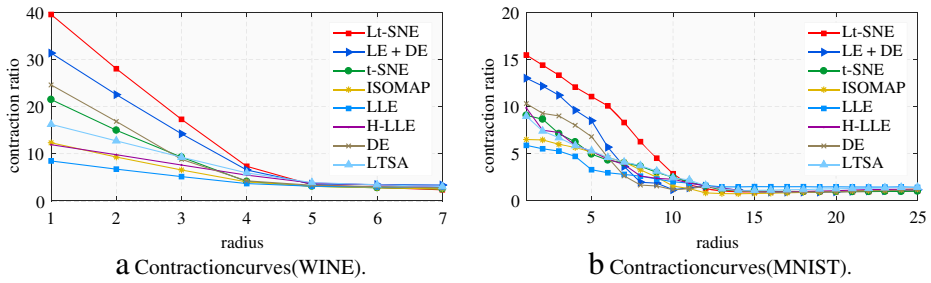 40
30
20
10
0
contraction ratio
Lt-SNE
LE + DE
t-SNE
ISOMAP
LLE
H-LLE
DE
LTSA
1 2 3 4 5 6 7
radius
a Contractioncurves(WINE).
20
15
10
5
0
contraction ratio
Lt-SNE
LE + DE
t-SNE
ISOMAP
LLE
H-LLE
DE
LTSA
5 10 15 20 25
radius
b Contractioncurves(MNIST).